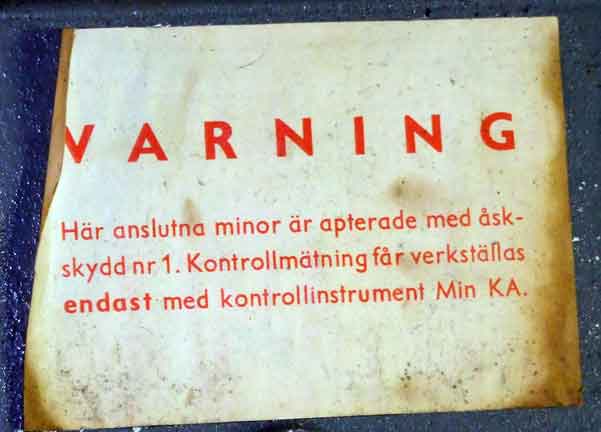 VARNING
Här anslutna minor är apterade med åsk-
skydd nr 1. Kontrollmätning får verkställas
endast med kontrollinstrument Min KA.